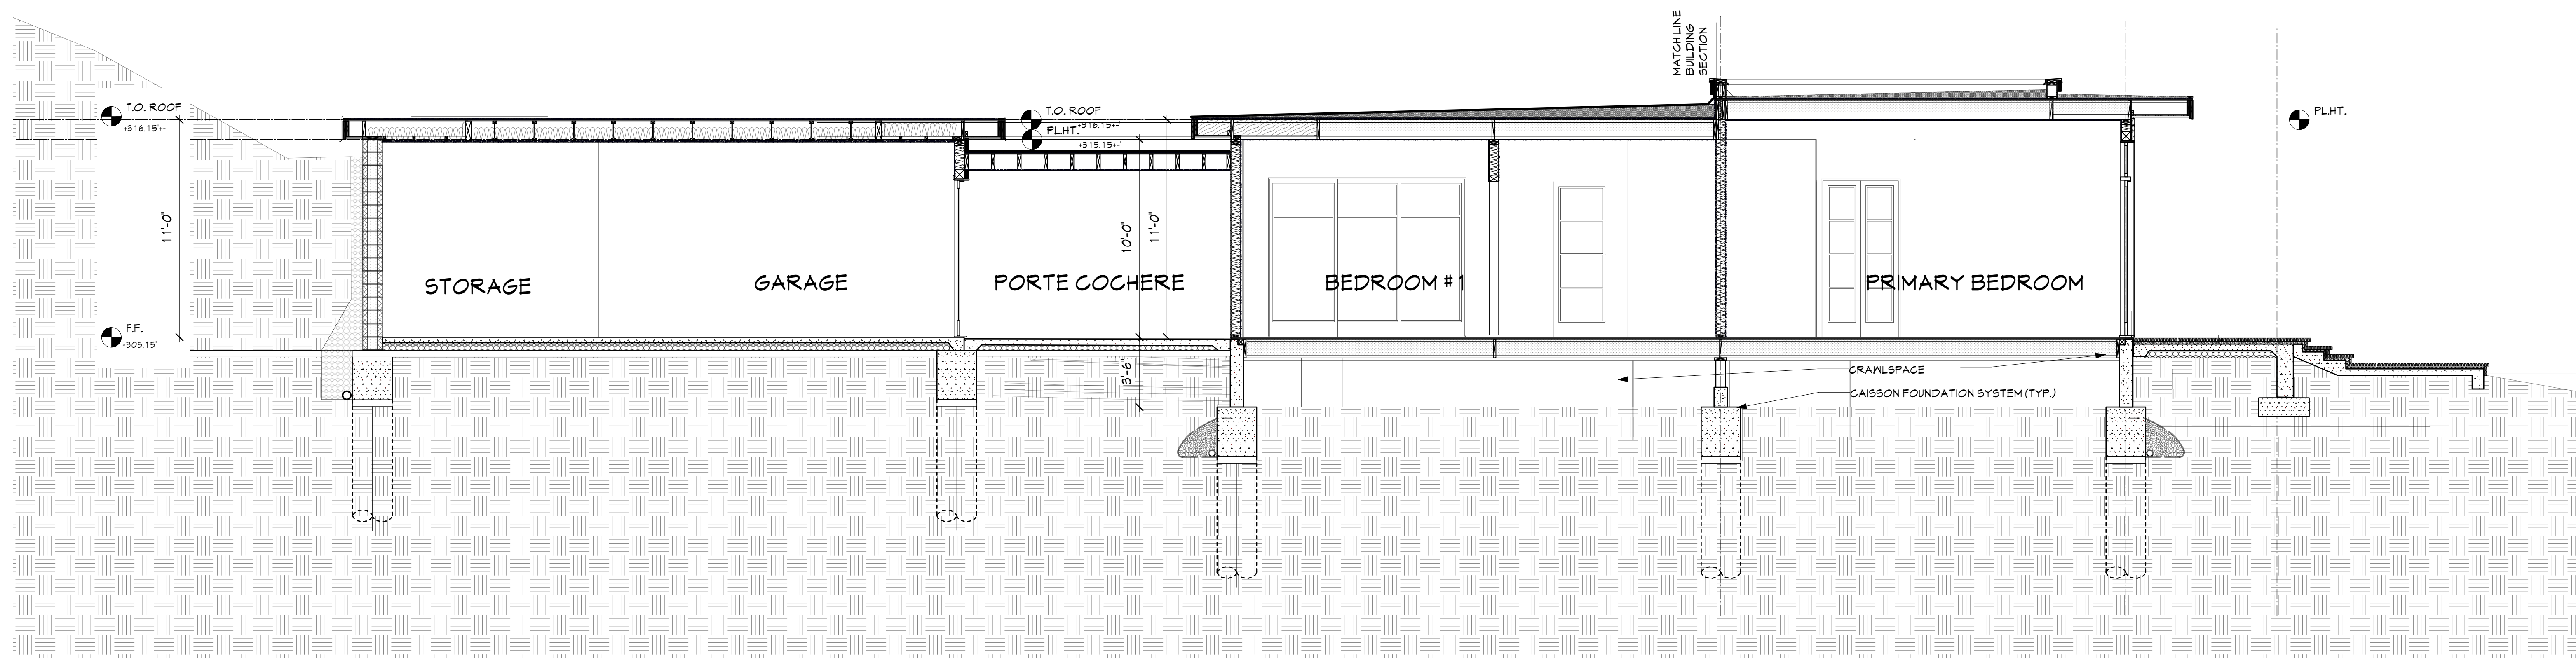 MATCH LINE
BUILDING
SECTION
T.O. ROOF
+316.15'+-
T.O. ROOF
+316.15'+-'
PL.HT.
+315.15'+-'
PL.HT.
11'-0"
10'-0"
11'-0"
STORAGE
GARAGE
PORTE COCHERE
BEDROOM #1
PRIMARY BEDROOM
F.F.
+305.15'
3'-6"
CRAWLSPACE
CAISSON FOUNDATION SYSTEM (TYP.)